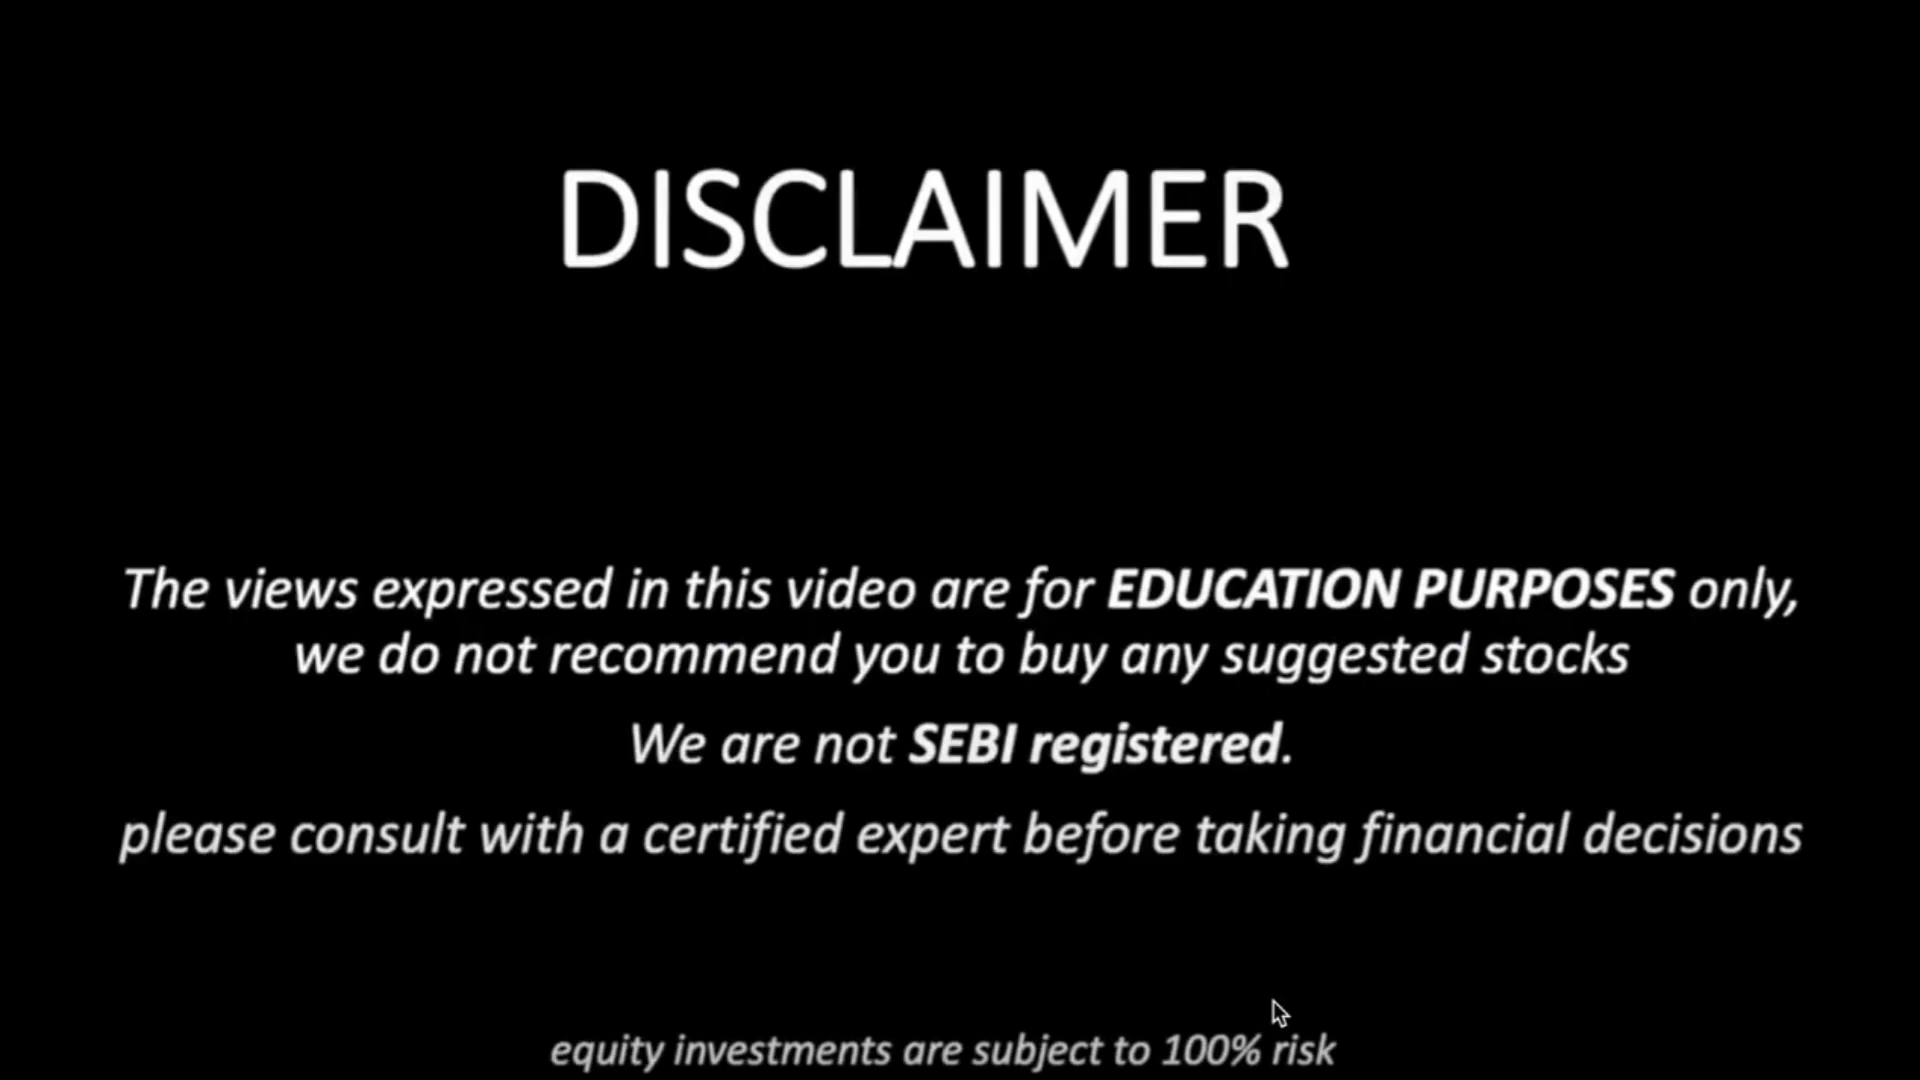 DISCLAIMER
The views expressed in this video are for EDUCATION PURPOSES only,
we do not recommend you to buy any suggested stocks
We are not SEBI registered.
please consult with a certified expert before taking financial decisions
equity investments are subject to 100% risk